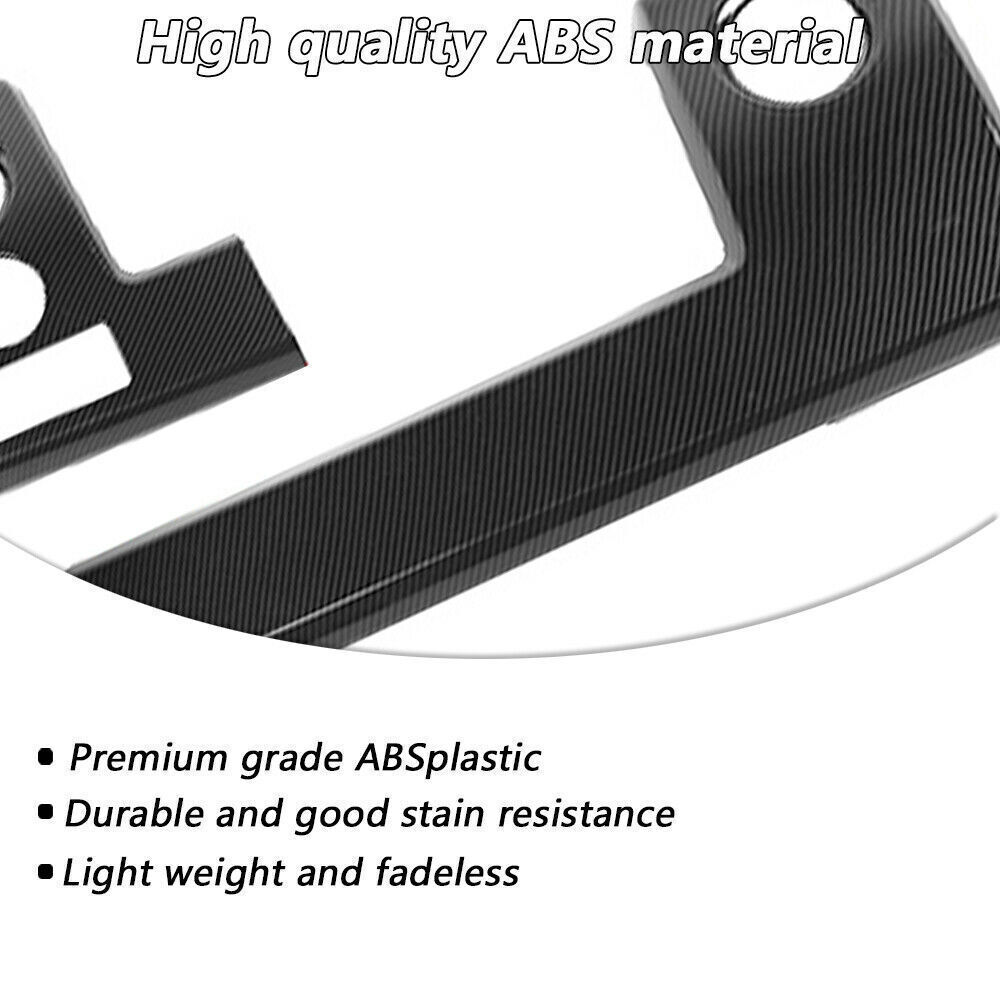 High quality ABS material
Premium grade ABSplastic
Durable and good stain resistance
Light weight and fadeless